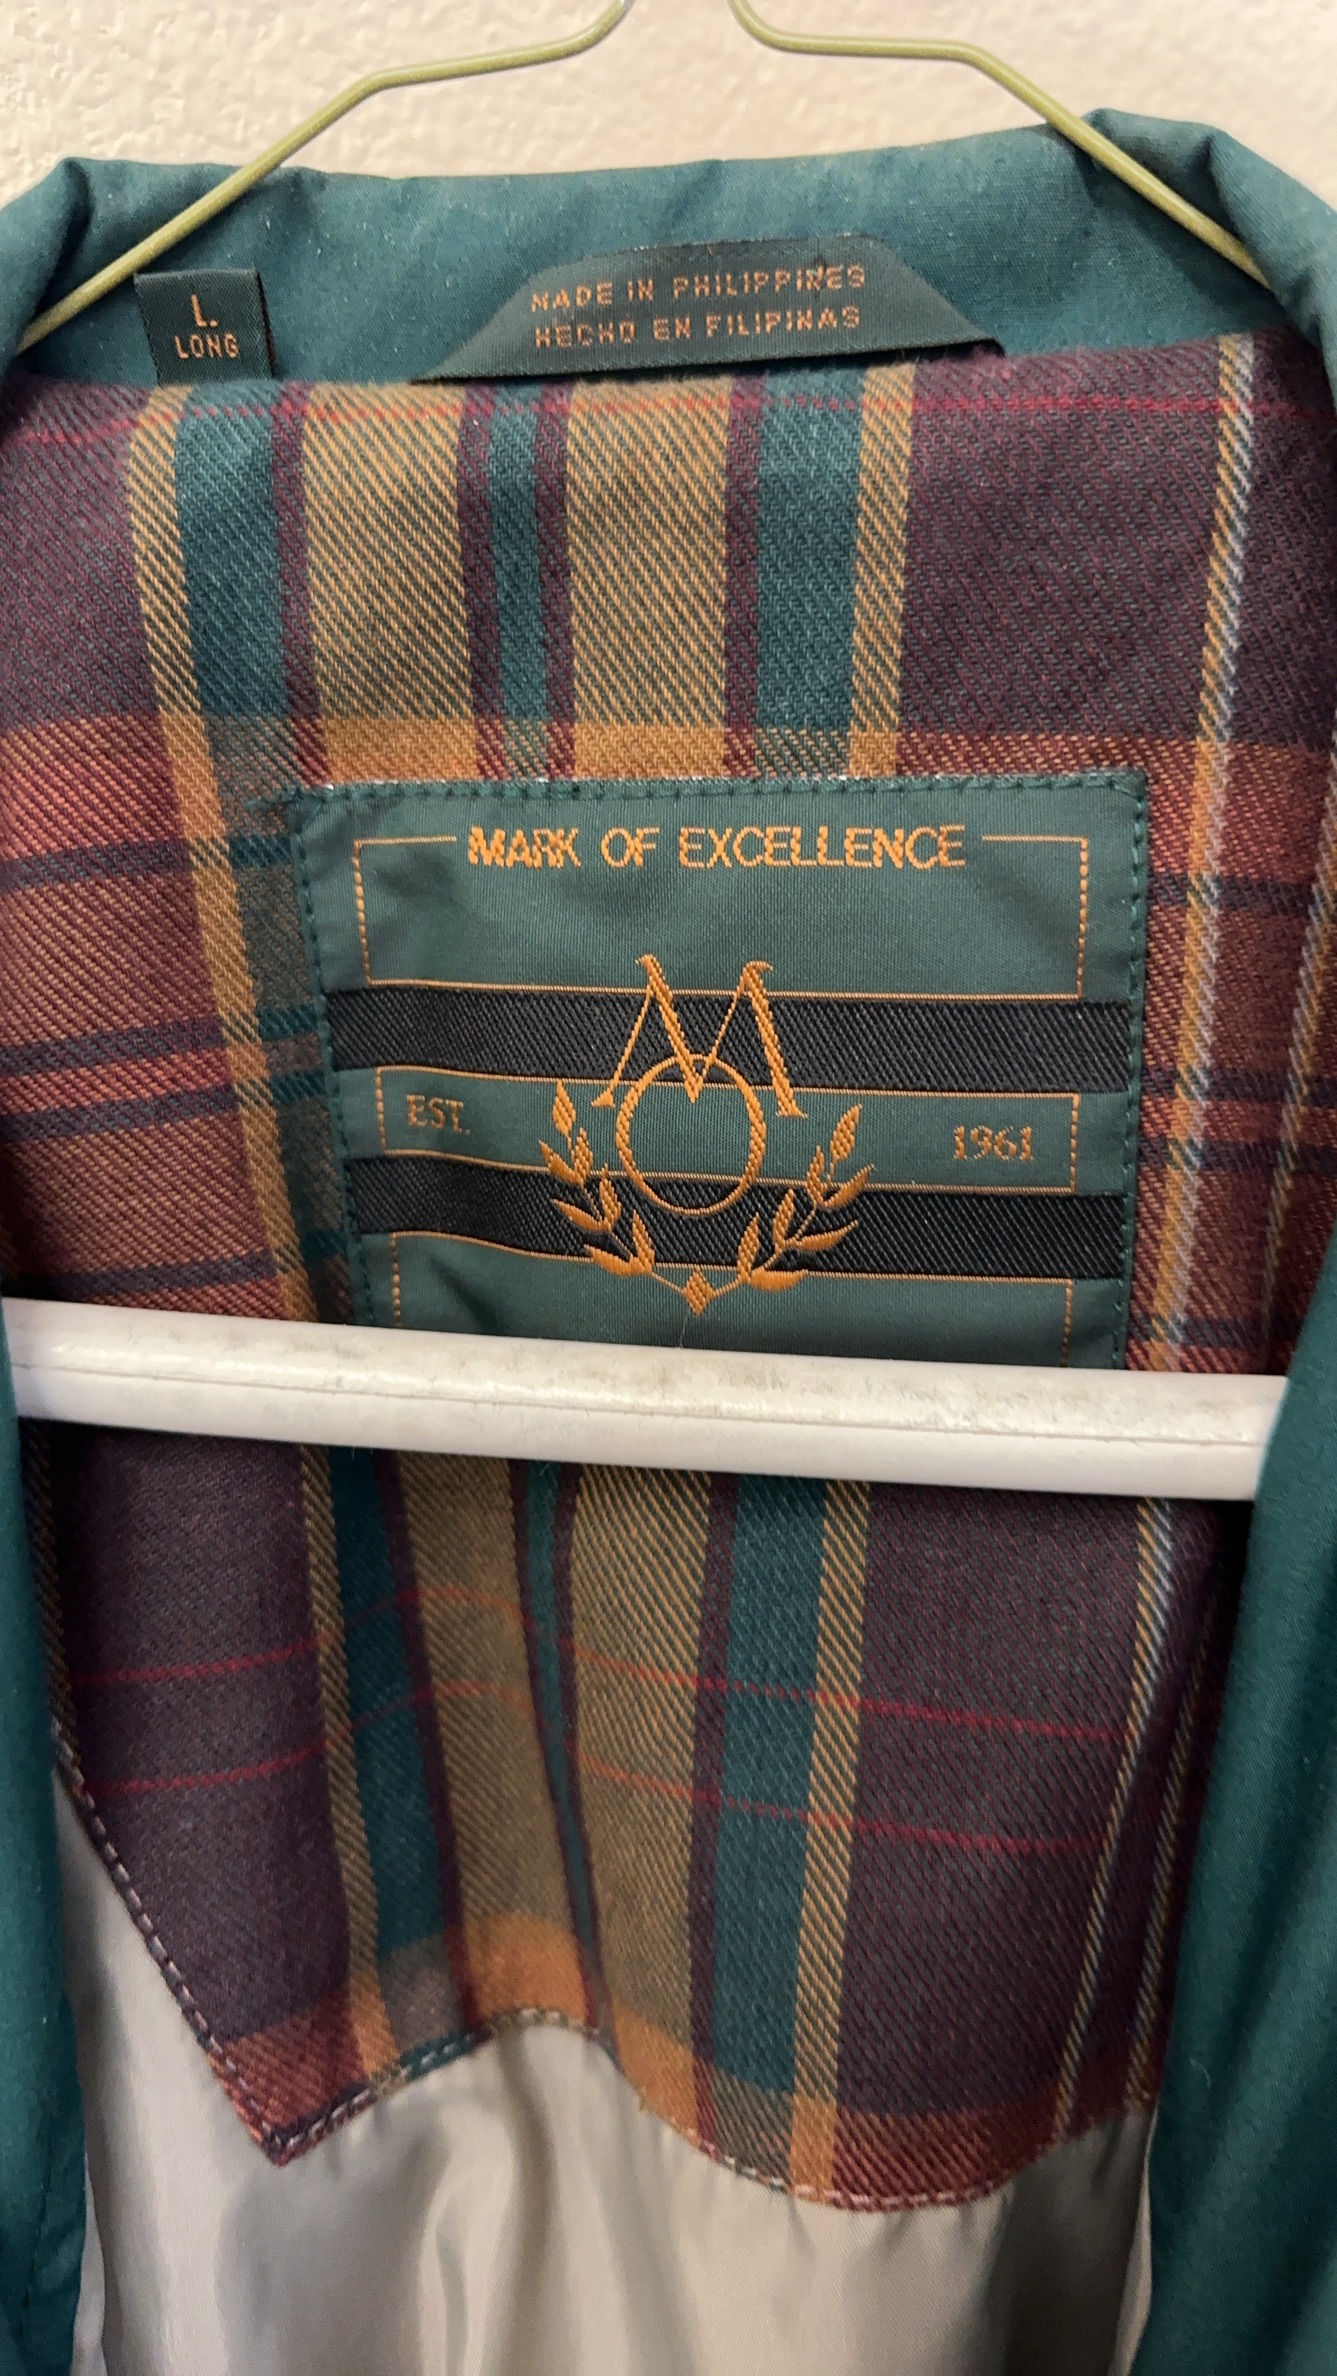 L.
LONG
MADE IN PHILIPPINES
HECHO EN FILIPINAS
MARK OF EXCELLENCE
M
EST. 1961